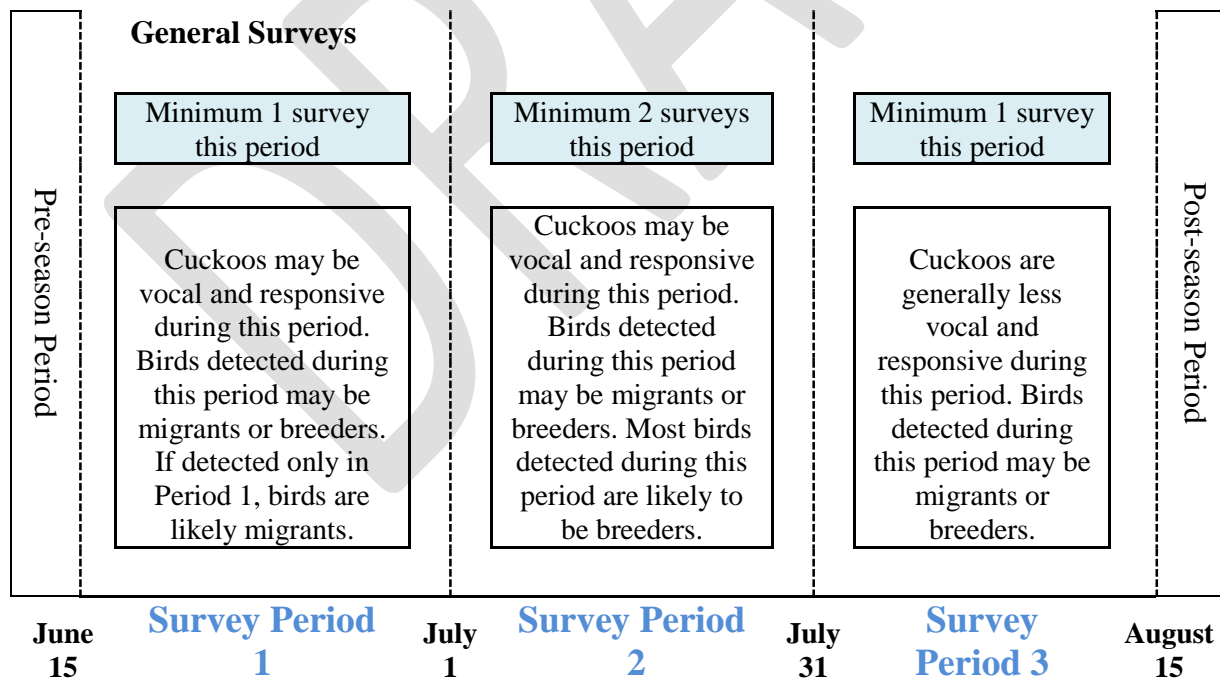 General Surveys
Minimum 1 survey
this period
Minimum 2 surveys
this period
Minimum 1 survey
this period
Pre-season Period
Cuckoos may be
vocal and responsive
during this period.
Birds detected during
this period may be
migrants or breeders.
If detected only in
Period 1, birds are
likely migrants.
Cuckoos may be
vocal and responsive
during this period.
Birds detected
during this period
may be migrants or
breeders. Most birds
detected during this
period are likely to
be breeders.
Cuckoos are
generally less
vocal and
responsive during
this period. Birds
detected during
this period may be
migrants or
breeders.
Post-season Period
June
15
Survey Period
1
July
1
Survey Period
2
July
31
Survey
Period 3
August
15